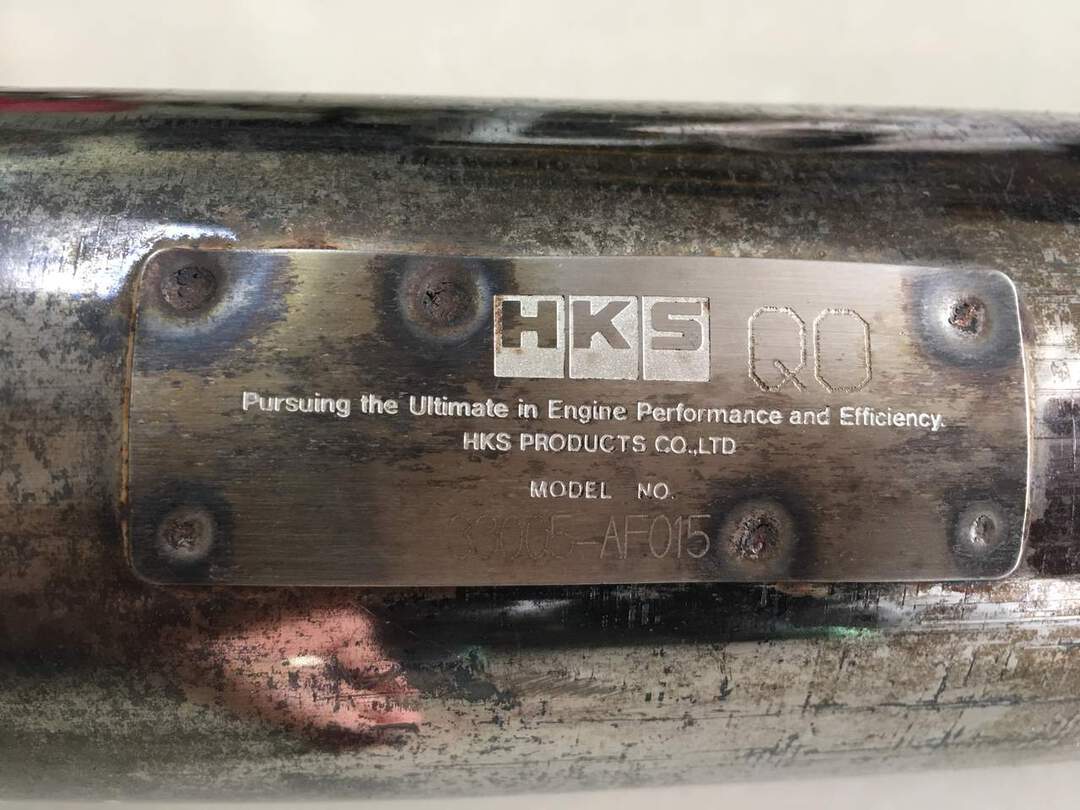 HKS QO
Pursuing the Ultimate in Engine Performance and Efficiency.
HKS PRODUCTS CO.,LTD
MODEL NO.
33005-AF015